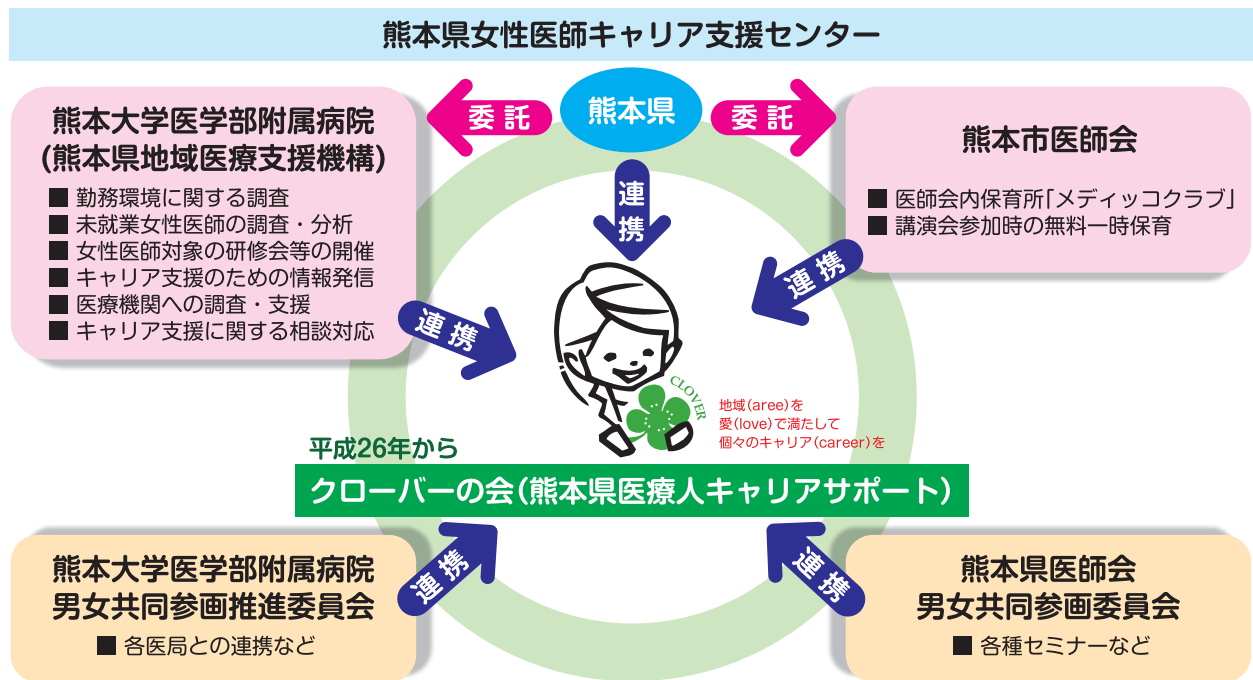 熊本県女性医師キャリア支援センター
熊本県
委託
委託
熊本大学医学部附属病院
(熊本県地域医療支援機構)
■ 勤務環境に関する調査
■ 未就業女性医師の調査・分析
■ 女性医師対象の研修会等の開催
■ キャリア支援のための情報発信
■ 医療機関への調査・支援
■ キャリア支援に関する相談対応
熊本市医師会
■ 医師会内保育所「メディッコクラブ」
■ 講演会参加時の無料一時保育
連携
連携
連携
CLOVER
地域(aree)を
愛(love)で満たして
個々のキャリア(career)を
平成26年から
クローバーの会(熊本県医療人キャリアサポート)
連携
連携
熊本大学医学部附属病院
男女共同参画推進委員会
■ 各医局との連携など
熊本県医師会
男女共同参画委員会
■ 各種セミナーなど